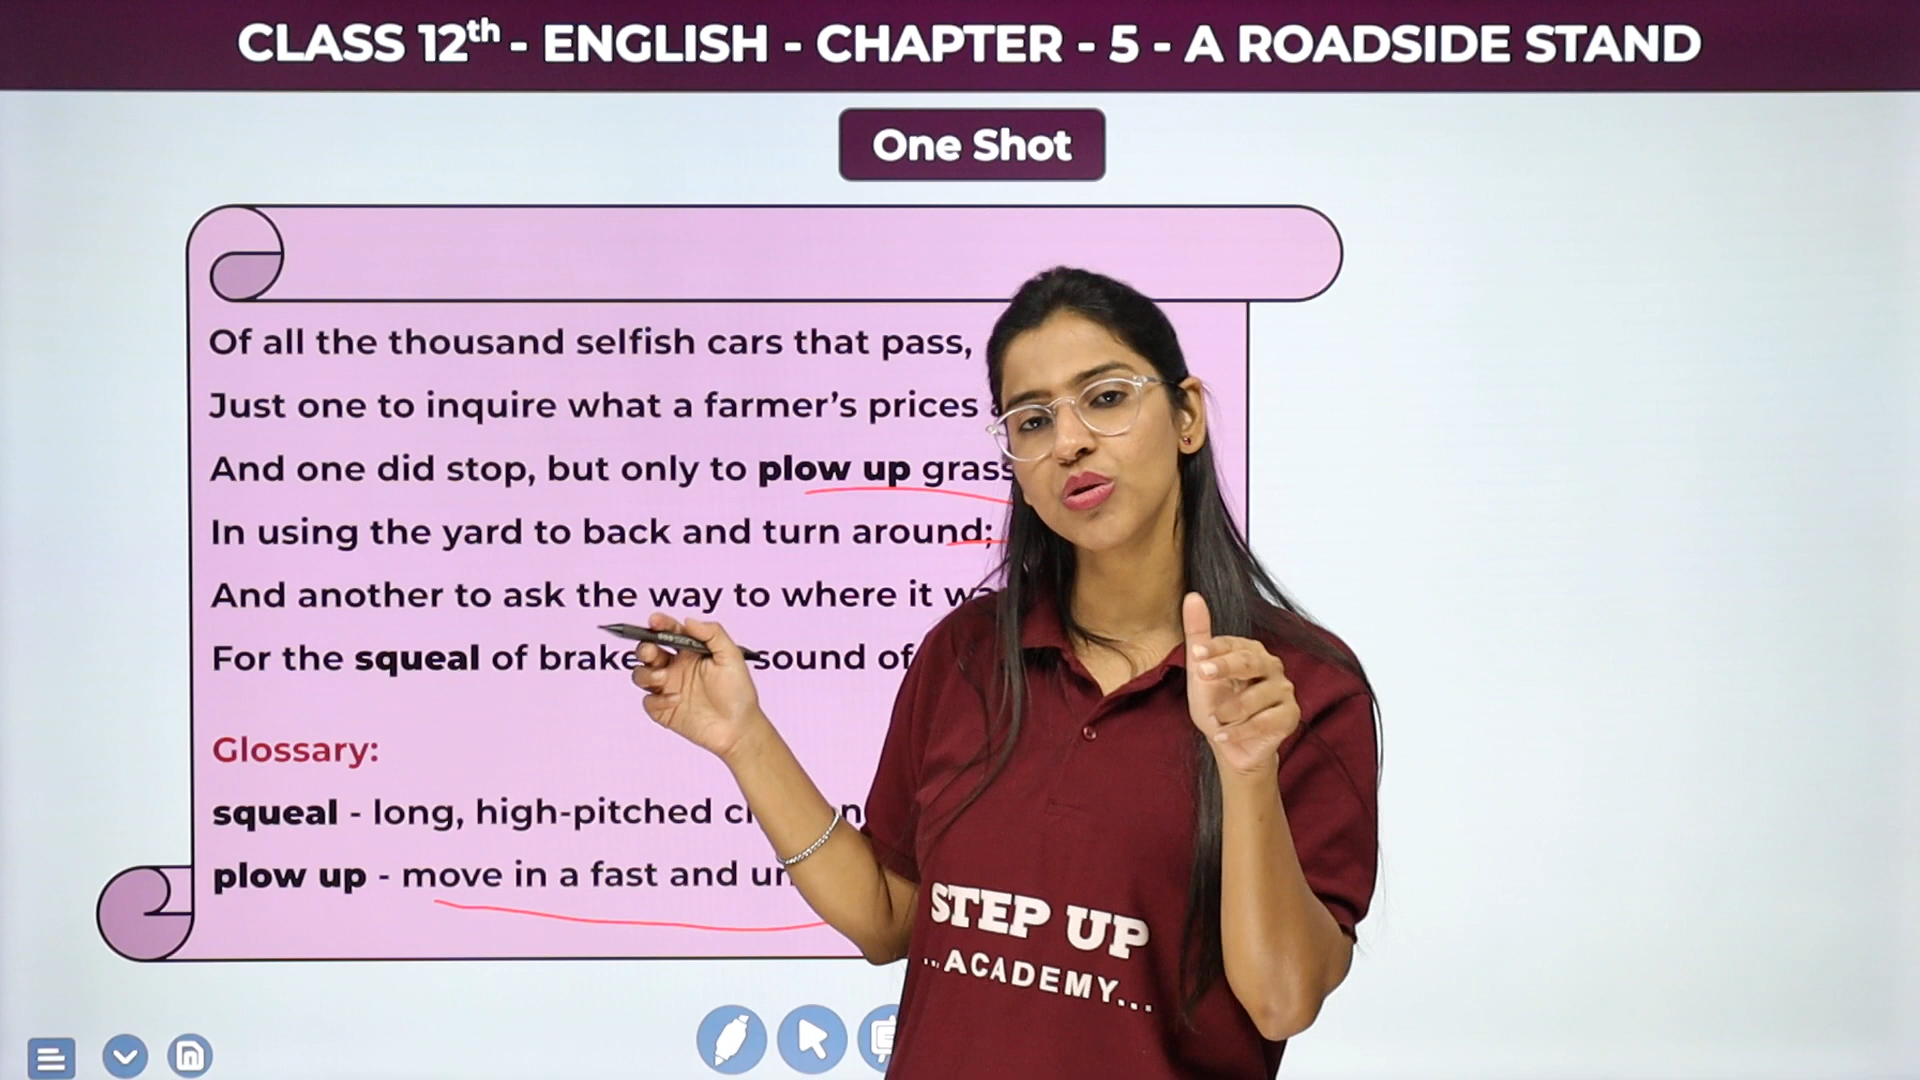 CLASS 12th - ENGLISH - CHAPTER - 5 - A ROADSIDE STAND
One Shot
Of all the thousand selfish cars that pass,
Just one to inquire what a farmer's prices
And one did stop, but only to plow up grass
In using the yard to back and turn around;
And another to ask the way to where it
For the squeal of brake sound of
Glossary:
squeal - long, high-pitched
plow up - move in a fast and
STEP UP
...ACADEMY...